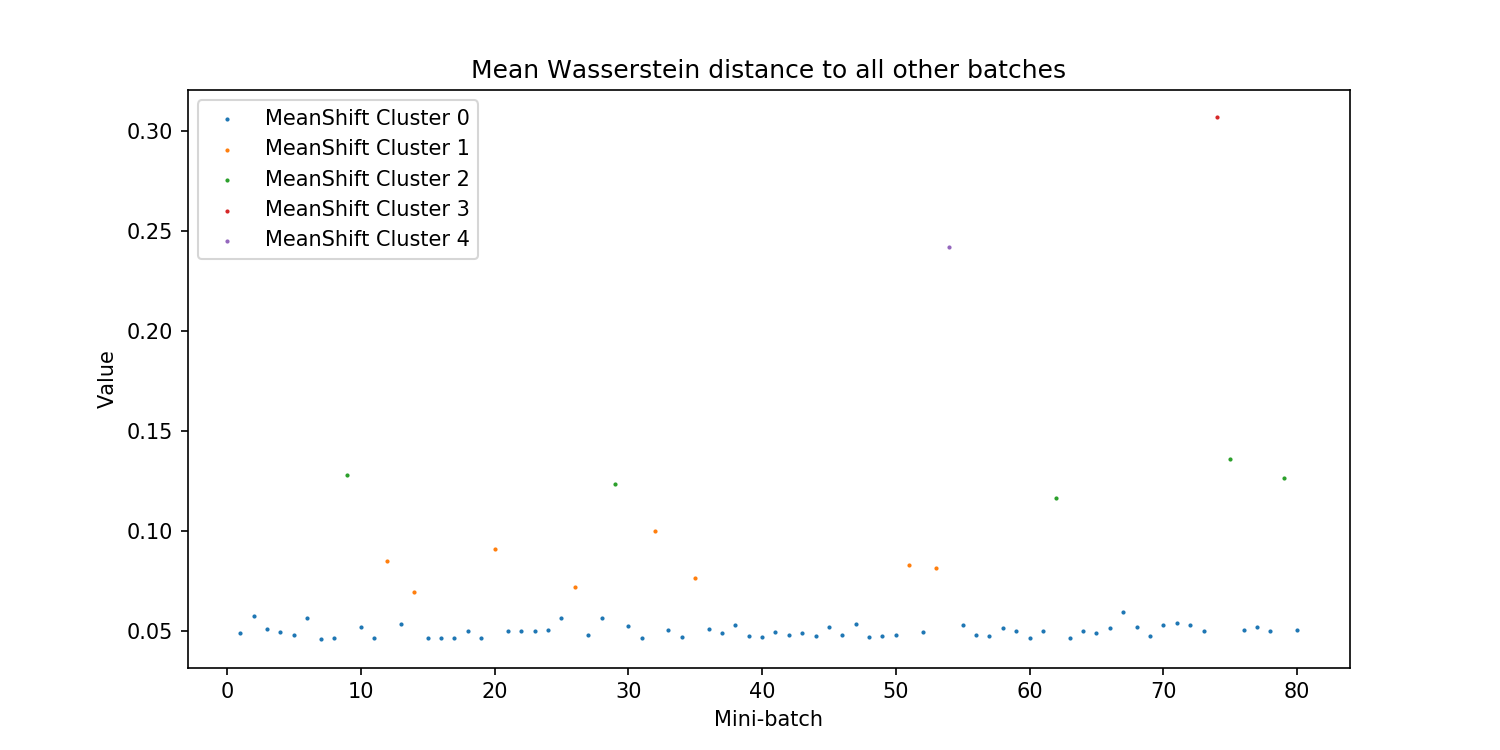 Mean Wasserstein distance to all other batches
MeanShift Cluster 0
MeanShift Cluster 1
MeanShift Cluster 2
MeanShift Cluster 3
MeanShift Cluster 4
0.30
0.25
0.20
0.15
0.10
0.05
Value
0 10 20 30 40 50 60 70 80
Mini-batch